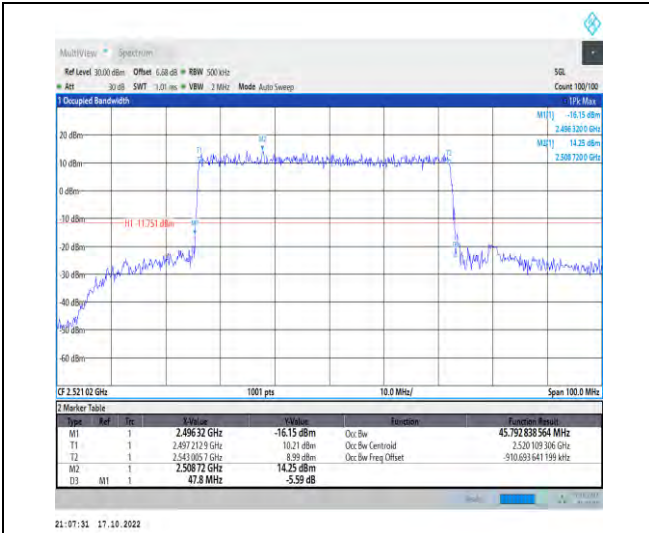 MultiView Spectrum
Ref Level 30.00 dBm Offset 6.68 dB RBW 500 kHz SGL
Att 30 dB SWT 1.01 ms VBW 2 MHz Mode Auto Sweep Count 100/100
1 Occupied Bandwidth 1Pk Max
M1[1] -16.15 dBm
2.496 3200 GHz
M2[1] 14.25 dBm
2.508 7200 GHz
20 dBm
M2
T1
T2
10 dBm
0 dBm
-10 dBm
H1 -11.751 dBm
-20 dBm
-30 dBm
-40 dBm
-50 dBm
-60 dBm
CF 2.521 02 GHz 1001 pts 10.0 MHz/ Span 100.0 MHz
2 Marker Table
Type Ref Trc X-Value Y-Value Function Function Result
M1 1 2.496 32 GHz -16.15 dBm Occ Bw 45.792 838 564 MHz
T1 1 2.497 212 9 GHz 10.21 dBm Occ Bw Centroid 2.520 109 306 GHz
T2 1 2.543 005 7 GHz 8.99 dBm Occ Bw Freq Offset -910.693 641 199 kHz
M2 1 2.508 72 GHz 14.25 dBm
D3 M1 1 47.8 MHz -5.59 dB
21:07:31 17.10.2022